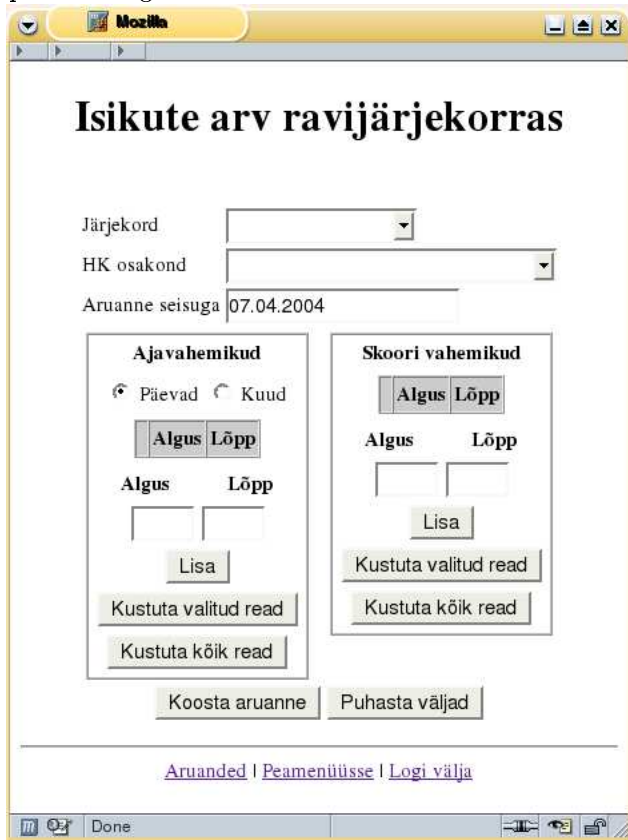 Mozilla
Isikute arv ravijärjekorras
Järjekord
HK osakond
Aruanne seisuga 07.04.2004
Ajavahemikud
Päevad Kuud
Algus Lõpp
Algus Lõpp
Lisa
Kustuta valitud read
Kustuta kõik read
Skoori vahemikud
Algus Lõpp
Algus Lõpp
Lisa
Kustuta valitud read
Kustuta kõik read
Koosta aruanne Puhasta väljad
Aruanded | Peamenüüsse | Logi välja
Done